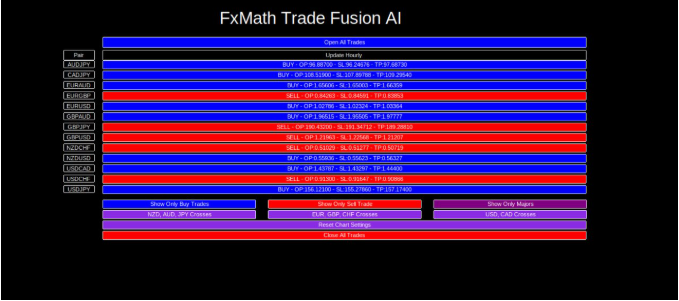 FxMath Trade Fusion AI
Open All Trades
Pair Update Hourly
AUDJPY BUY - OP:96.88700 - SL:96.24676 - TP:97.68730
CADJPY BUY - OP:108.51900 - SL:107.89788 - TP:109.29540
EURAUD BUY - OP:1.65606 - SL:1.65003 - TP:1.66359
EURGBP SELL - OP:0.84263 - SL:0.84591 - TP:0.83853
EURUSD BUY - OP:1.02786 - SL:1.02324 - TP:1.03364
GBPAUD BUY - OP:1.96515 - SL:1.95505 - TP:1.97777
GBPJPY SELL - OP:190.43200 - SL:191.34712 - TP:189.28810
GBPUSD SELL - OP:1.21963 - SL:1.22568 - TP:1.21207
NZDCHF SELL - OP:0.51029 - SL:0.51277 - TP:0.50719
NZDUSD BUY - OP:0.55936 - SL:0.55623 - TP:0.56327
USDCAD BUY - OP:1.43787 - SL:1.43297 - TP:1.44400
USDCHF SELL - OP:0.91300 - SL:0.91647 - TP:0.90866
USDJPY BUY - OP:156.12100 - SL:155.27860 - TP:157.17400
Show Only Buy Trades Show Only Sell Trade Show Only Majors
NZD, AUD, JPY Crosses EUR, GBP, CHF Crosses USD, CAD Crosses
Reset Chart Settings
Close All Trades